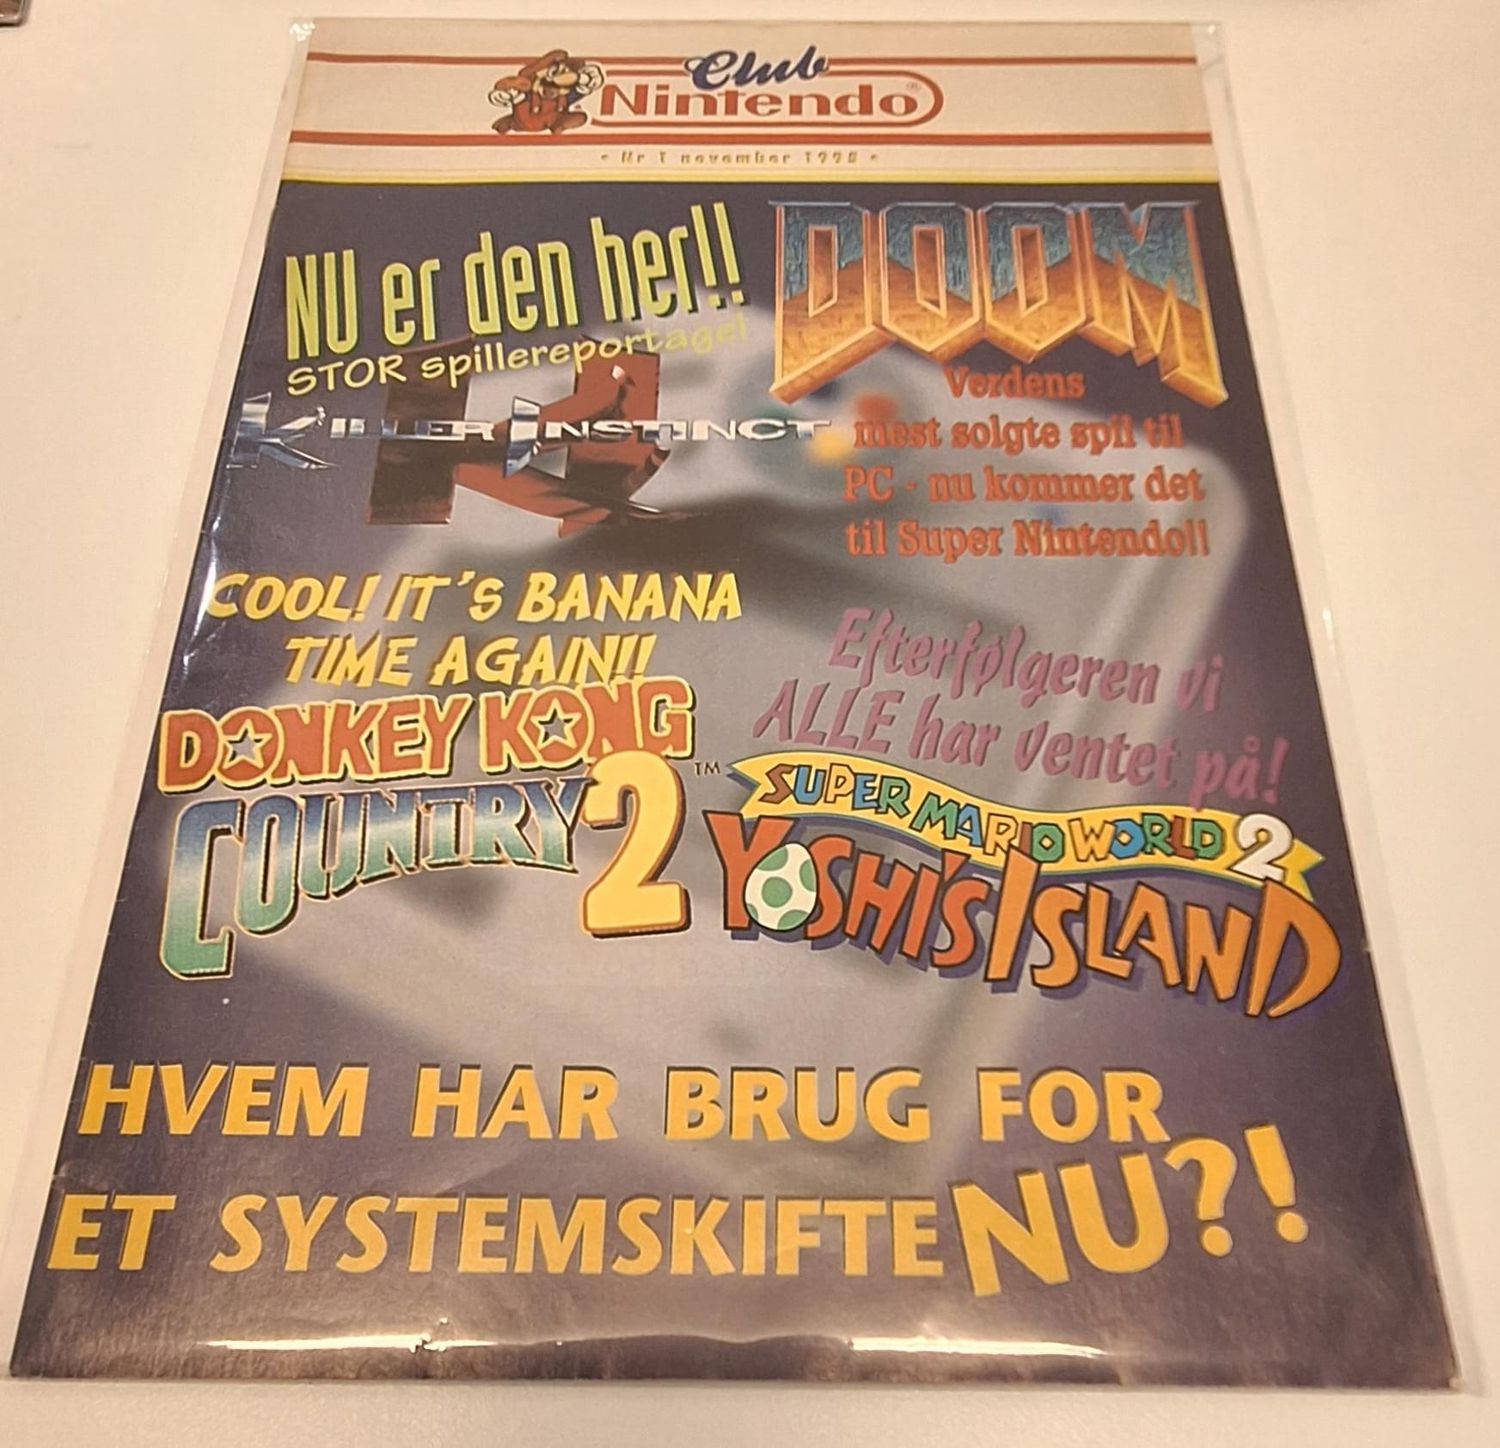 Club
Nintendo®
• Nr 1 november 1995 •
NU er den her!!
STOR spillereportage!
KILLER INSTINCT
DOOM
Verdens
mest solgte spil til
PC - nu kommer det
til Super Nintendo!!
COOL! IT'S BANANA
TIME AGAIN!!
DONKEY KONG
COUNTRY 2 ™
Efterfølgeren vi
ALLE har ventet på!
SUPER MARIO WORLD 2
YOSHI'S ISLAND
HVEM HAR BRUG FOR
ET SYSTEMSKIFTE NU?!